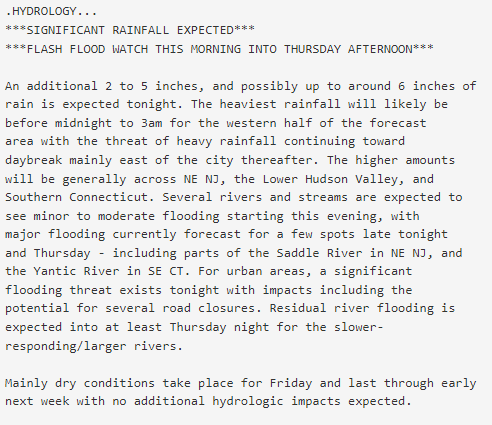 .HYDROLOGY...
***SIGNIFICANT RAINFALL EXPECTED***
***FLASH FLOOD WATCH THIS MORNING INTO THURSDAY AFTERNOON***
An additional 2 to 5 inches, and possibly up to around 6 inches of
rain is expected tonight. The heaviest rainfall will likely be
before midnight to 3am for the western half of the forecast
area with the threat of heavy rainfall continuing toward
daybreak mainly east of the city thereafter. The higher amounts
will be generally across NE NJ, the Lower Hudson Valley, and
Southern Connecticut. Several rivers and streams are expected to
see minor to moderate flooding starting this evening, with
major flooding currently forecast for a few spots late tonight
and Thursday - including parts of the Saddle River in NE NJ, and
the Yantic River in SE CT. For urban areas, a significant
flooding threat exists tonight with impacts including the
potential for several road closures. Residual river flooding is
expected into at least Thursday night for the slower-
responding/larger rivers.
Mainly dry conditions take place for Friday and last through early
next week with no additional hydrologic impacts expected.